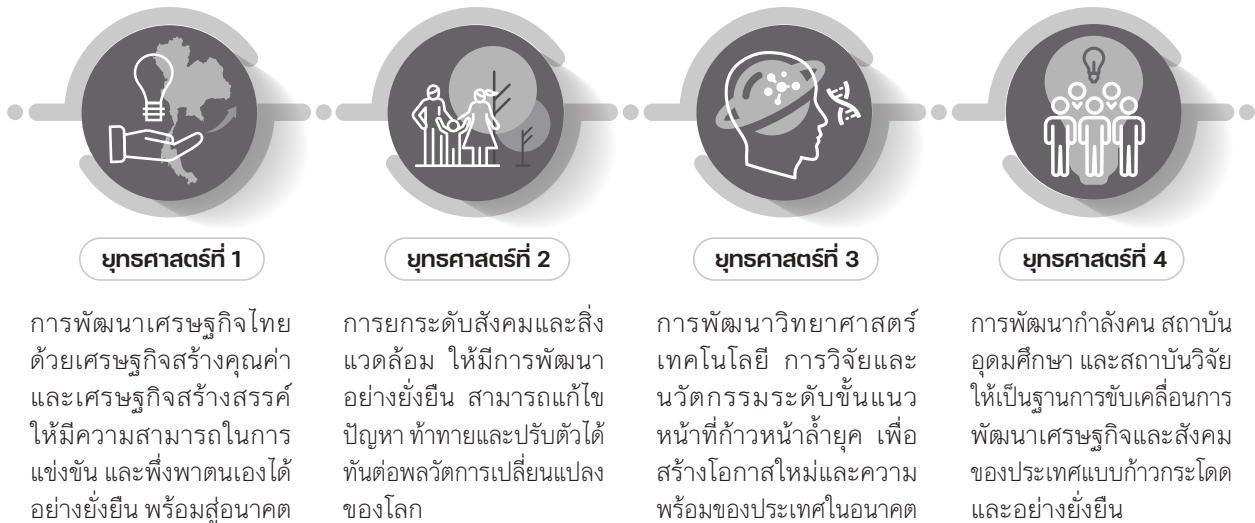 ยุทธศาสตร์ที่ 1
การพัฒนาเศรษฐกิจไทย
ด้วยเศรษฐกิจสร้างคุณค่า
และเศรษฐกิจสร้างสรรค์
ให้มีความสามารถในการ
แข่งขัน และพึ่งพาตนเองได้
อย่างยั่งยืน พร้อมสู่อนาคต
ยุทธศาสตร์ที่ 2
การยกระดับสังคมและสิ่ง
แวดล้อม ให้มีการพัฒนา
อย่างยั่งยืน สามารถแก้ไข
ปัญหา ท้าทายและปรับตัวได้
ทันต่อพลวัตการเปลี่ยนแปลง
ของโลก
ยุทธศาสตร์ที่ 3
การพัฒนาวิทยาศาสตร์
เทคโนโลยี การวิจัยและ
นวัตกรรมระดับขั้นแนว
หน้าที่ก้าวหน้าล้ำยุค เพื่อ
สร้างโอกาสใหม่และความ
พร้อมของประเทศในอนาคต
ยุทธศาสตร์ที่ 4
การพัฒนากำลังคน สถาบัน
อุดมศึกษา และสถาบันวิจัย
ให้เป็นฐานการขับเคลื่อนการ
พัฒนาเศรษฐกิจและสังคม
ของประเทศแบบก้าวกระโดด
และอย่างยั่งยืน